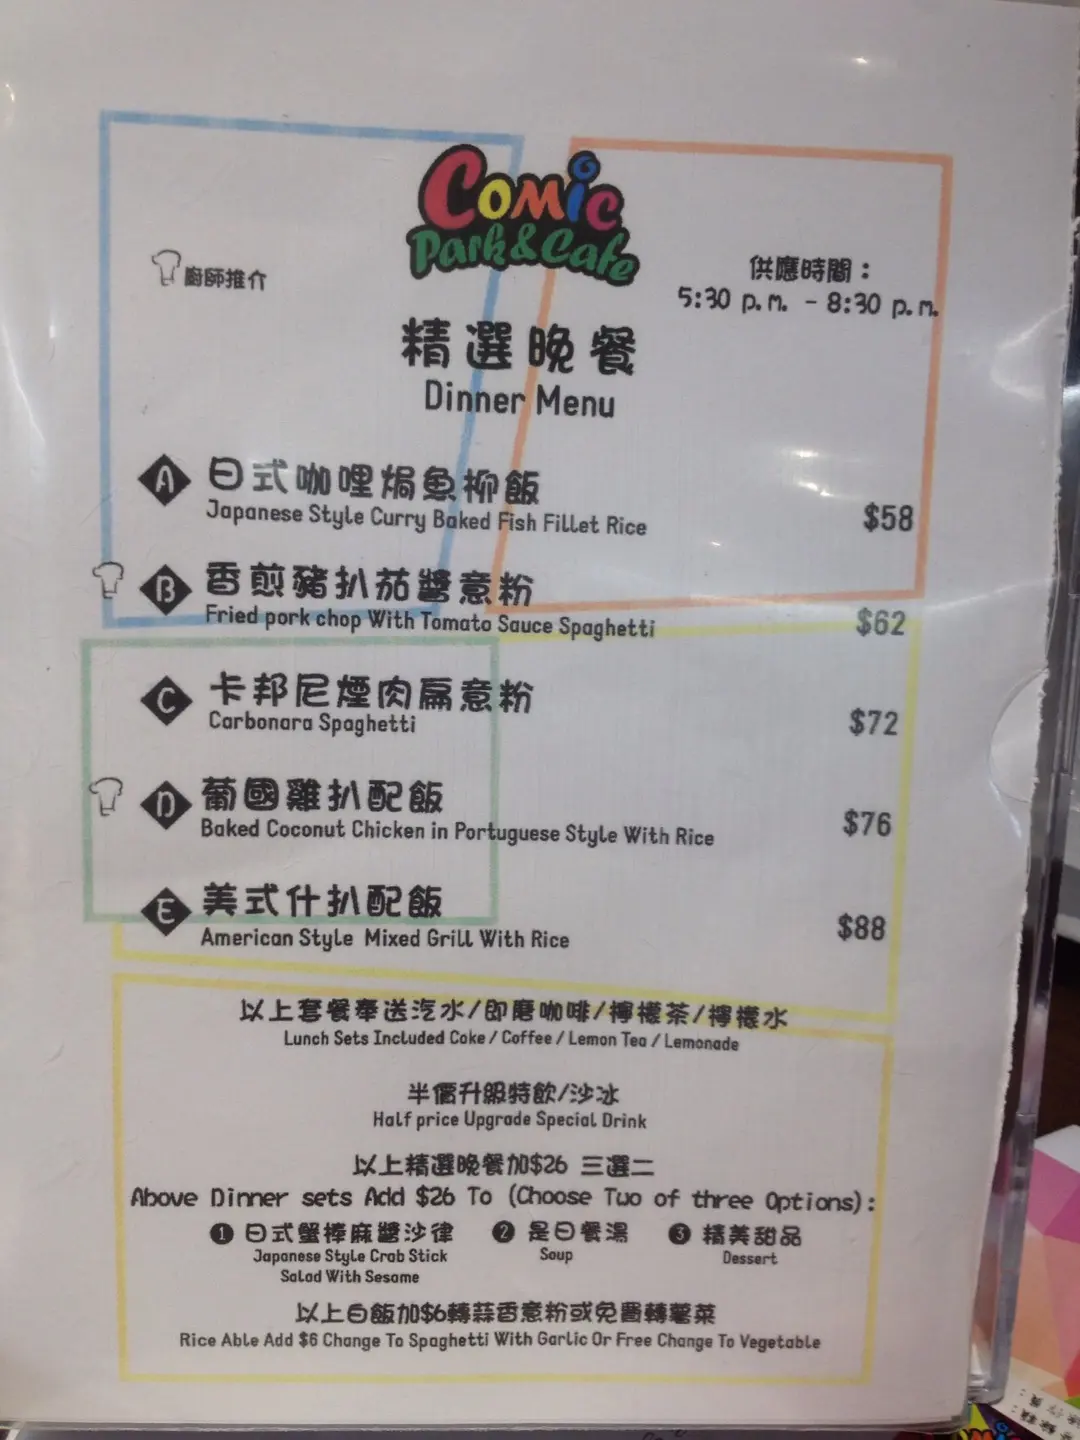 Comic
Park&Cafe
廚師推介
供應時間：
5:30 p.m. - 8:30 p.m.
精選晚餐
Dinner Menu
A 日式咖哩焗魚柳飯
Japanese Style Curry Baked Fish Fillet Rice
$58
B 香煎豬扒茄醬意粉
Fried pork chop With Tomato Sauce Spaghetti
$62
C 卡邦尼煙肉扁意粉
Carbonara Spaghetti
$72
D 葡國雞扒配飯
Baked Coconut Chicken in Portuguese Style With Rice
$76
E 美式什扒配飯
American Style Mixed Grill With Rice
$88
以上套餐奉送汽水/即磨咖啡/檸檬茶/檸檬水
Lunch Sets Included Coke / Coffee / Lemon Tea / Lemonade
半價升級特飲/沙冰
Half price Upgrade Special Drink
以上精選晚餐加$26 三選二
Above Dinner sets Add $26 To (Choose Two of three Options):
1 日式蟹棒麻醬沙律 2 是日餐湯 3 精美甜品
Japanese Style Crab Stick Soup Dessert
Salad With Sesame
以上白飯加$6轉蒜香意粉或免費轉薯菜
Rice Able Add $6 Change To Spaghetti With Garlic Or Free Change To Vegetable